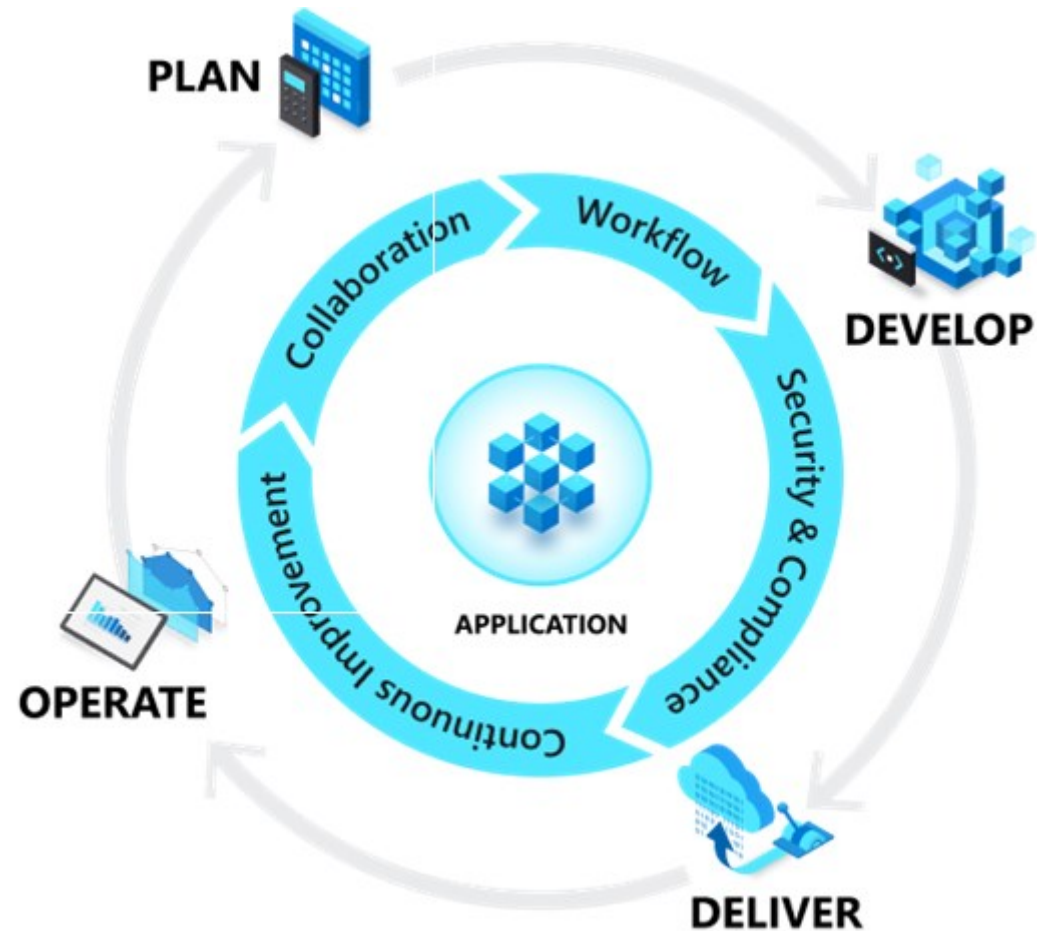 PLAN
Workflow
Collaboration
DEVELOP
Security & Compliance
APPLICATION
Continuous Improvement
OPERATE
DELIVER